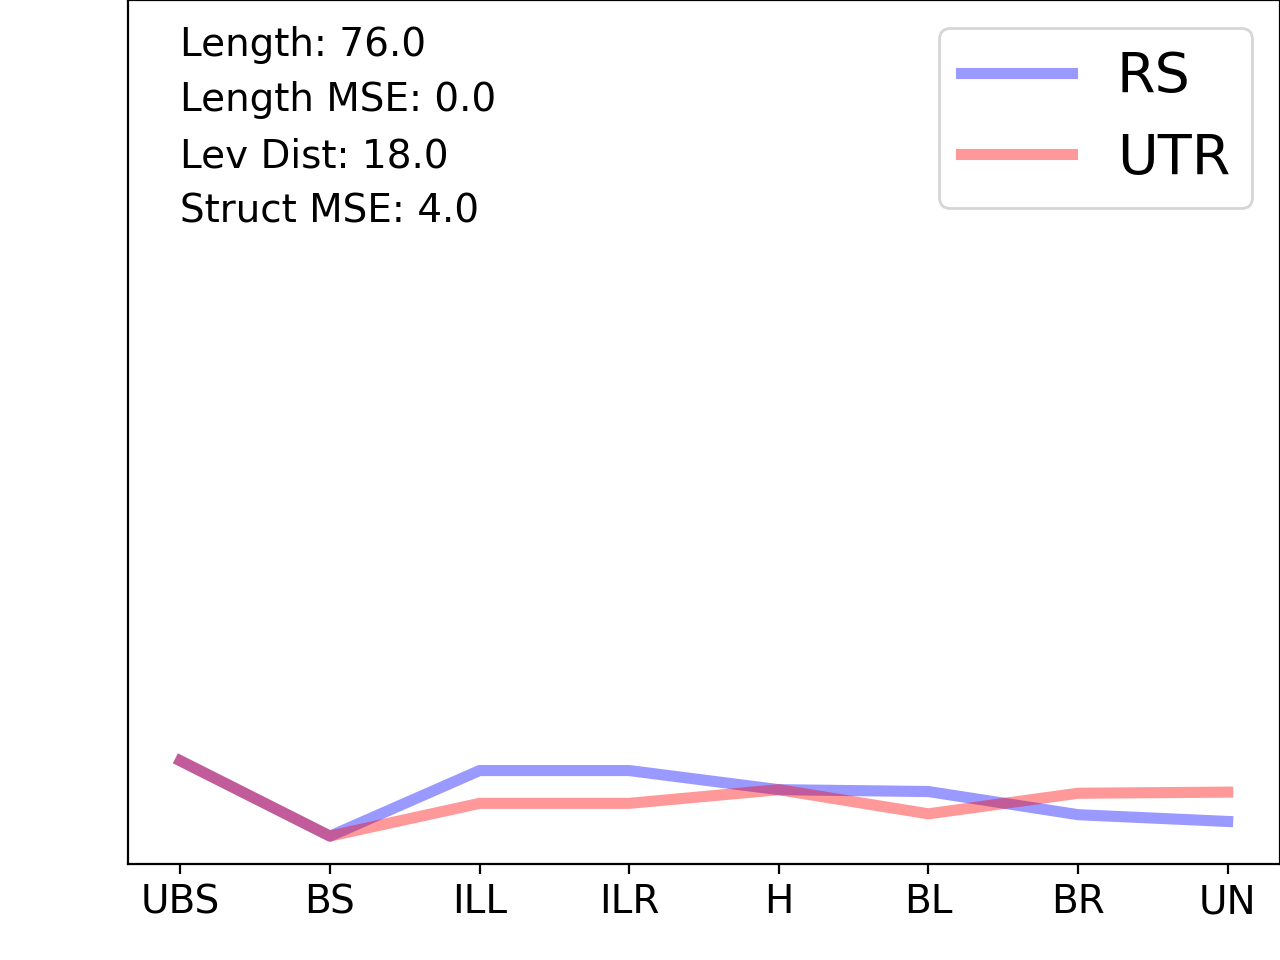 Length: 76.0
Length MSE: 0.0
Lev Dist: 18.0
Struct MSE: 4.0
RS
UTR
UBS BS ILL ILR H BL BR UN